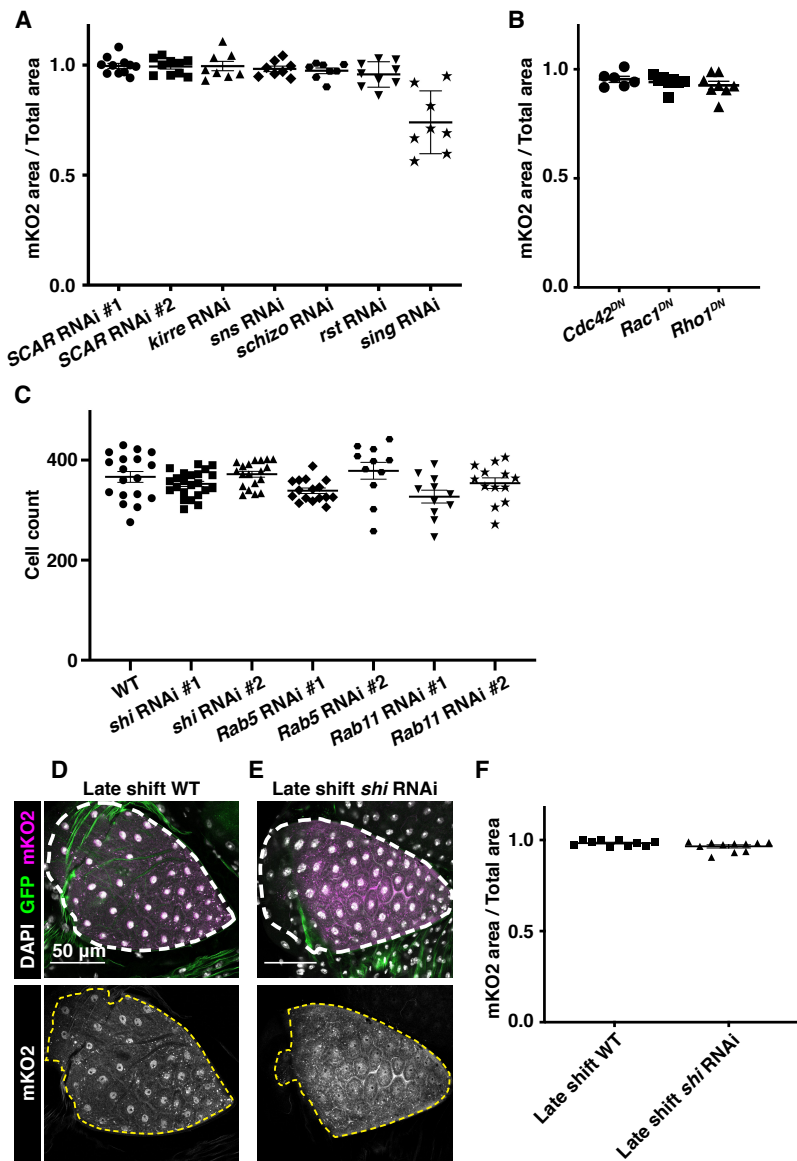 A
mKO2 area / Total area
1.0
0.5
0.0
SCAR RNAi #1
SCAR RNAi #2
kirre RNAi
sns RNAi
schizo RNAi
rst RNAi
sing RNAi
B
mKO2 area / Total area
1.0
0.5
0.0
Cdc42DN
Rac1DN
Rho1DN
C
Cell count
400
200
0
WT
shi RNAi #1
shi RNAi #2
Rab5 RNAi #1
Rab5 RNAi #2
Rab11 RNAi #1
Rab11 RNAi #2
D
Late shift WT
E
Late shift shi RNAi
DAPI GFP mKO2
50 µm
mKO2
F
mKO2 area / Total area
1.0
0.5
0.0
Late shift WT
Late shift shi RNAi